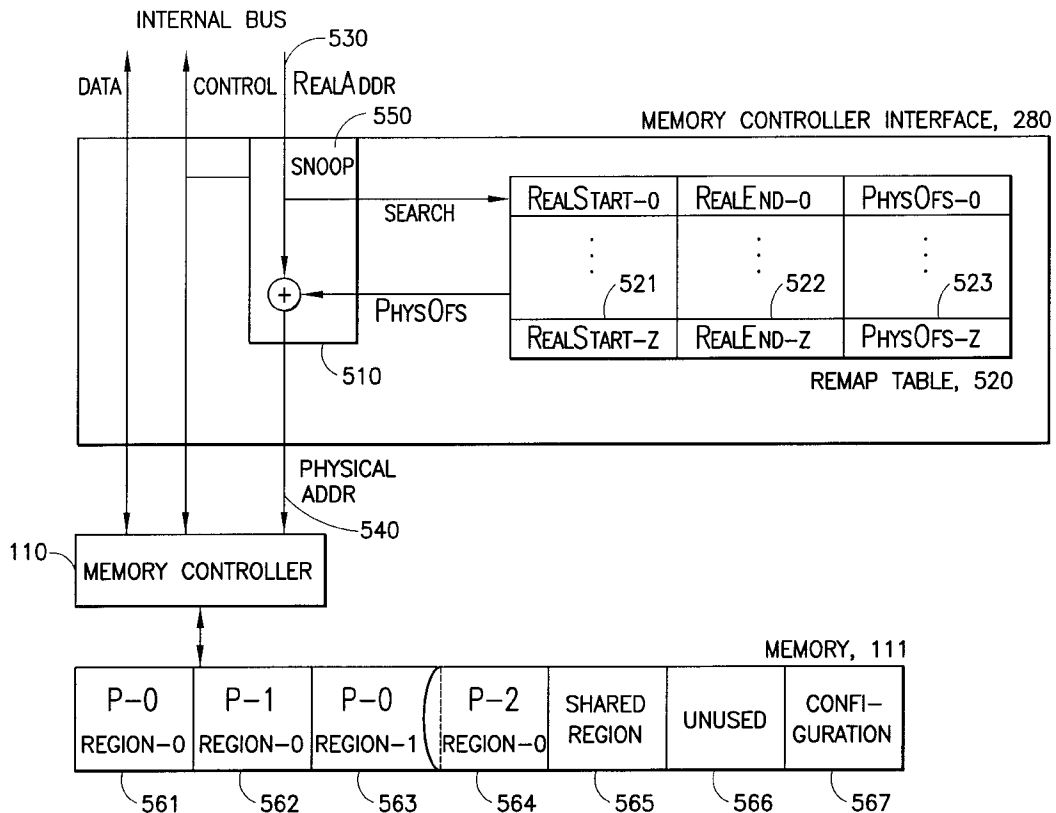 INTERNAL BUS
530
DATA
CONTROL
REALADDR
550
MEMORY CONTROLLER INTERFACE, 280
SNOOP
REALSTART-0 REALEND-0 PHYSOFS-0
SEARCH
521 522 523
+
PHYSOFS
REALSTART-Z REALEND-Z PHYSOFS-Z
510
REMAP TABLE, 520
PHYSICAL
ADDR
540
110
MEMORY CONTROLLER
MEMORY, 111
P-0
REGION-0
P-1
REGION-0
P-0
REGION-1
P-2
REGION-0
SHARED
REGION
UNUSED
CONFI-
GURATION
561 562 563 564 565 566 567